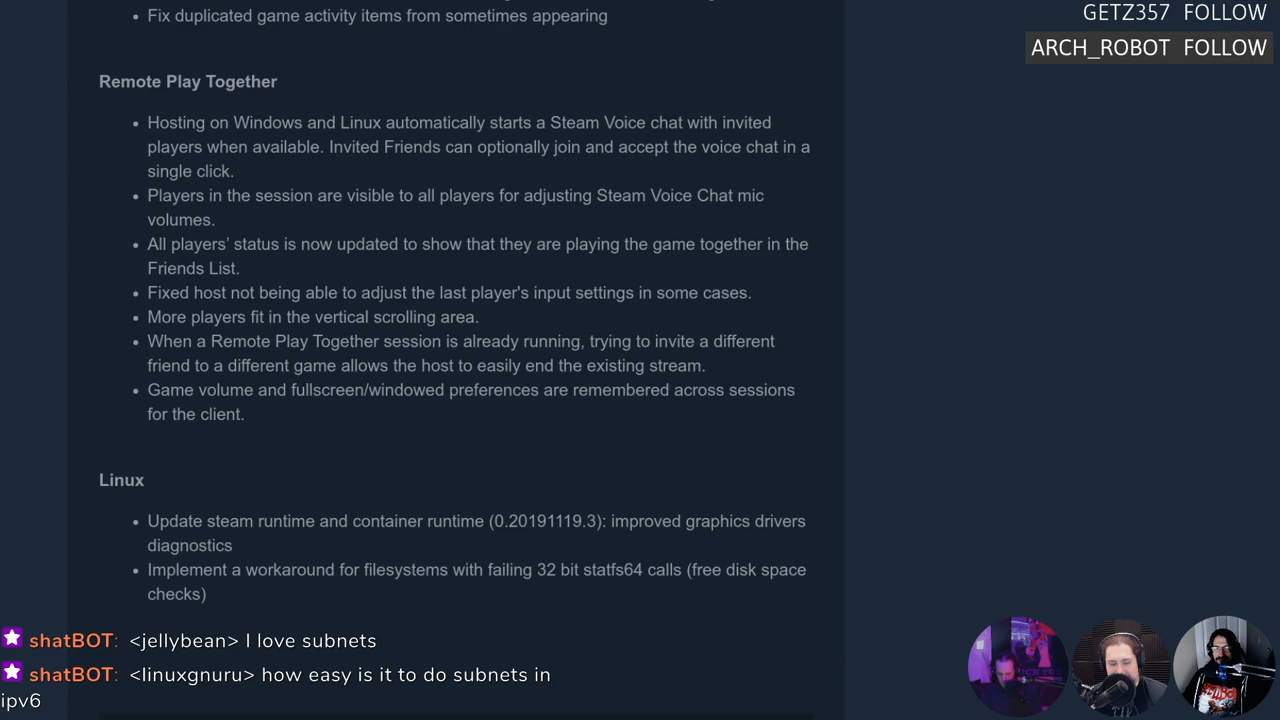 Fix duplicated game activity items from sometimes appearing
GETZ357 FOLLOW
ARCH_ROBOT FOLLOW
Remote Play Together
Hosting on Windows and Linux automatically starts a Steam Voice chat with invited
players when available. Invited Friends can optionally join and accept the voice chat in a
single click.
Players in the session are visible to all players for adjusting Steam Voice Chat mic
volumes.
All players’ status is now updated to show that they are playing the game together in the
Friends List.
Fixed host not being able to adjust the last player's input settings in some cases.
More players fit in the vertical scrolling area.
When a Remote Play Together session is already running, trying to invite a different
friend to a different game allows the host to easily end the existing stream.
Game volume and fullscreen/windowed preferences are remembered across sessions
for the client.
Linux
Update steam runtime and container runtime (0.20191119.3): improved graphics drivers
diagnostics
Implement a workaround for filesystems with failing 32 bit statfs64 calls (free disk space
checks)
shatBOT: <jellybean> I love subnets
shatBOT: <linuxgnuru> how easy is it to do subnets in
ipv6